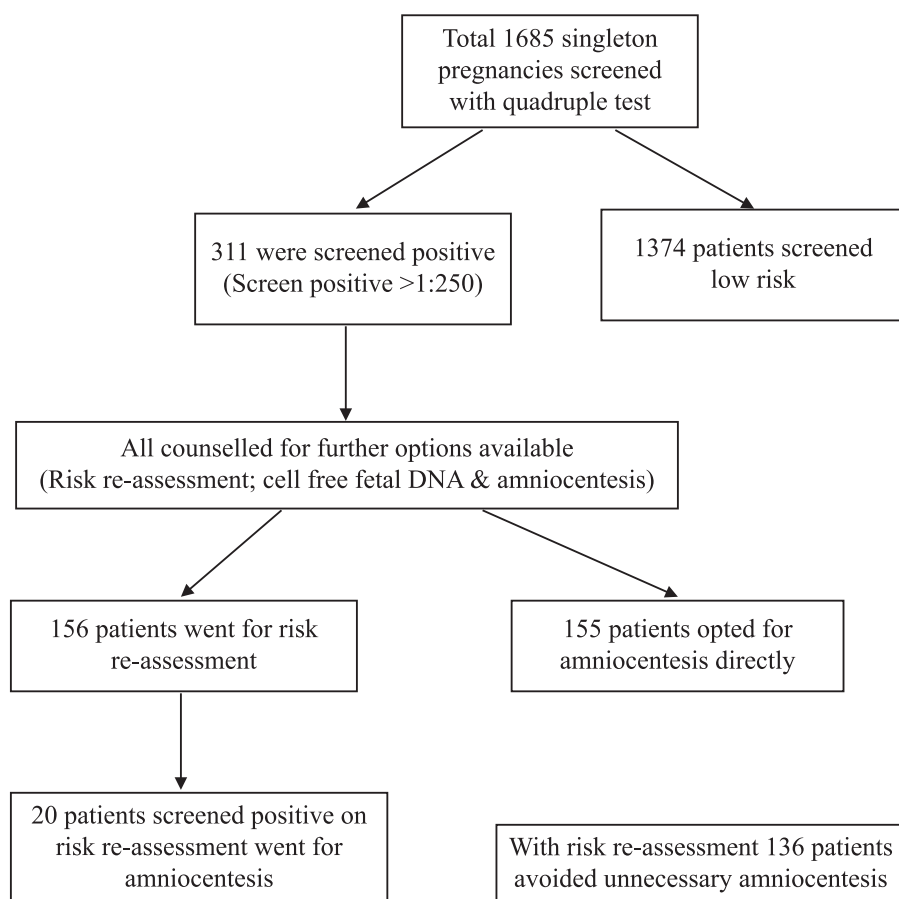 Total 1685 singleton
pregnancies screened
with quadruple test
311 were screened positive
(Screen positive >1:250)
1374 patients screened
low risk
All counselled for further options available
(Risk re-assessment; cell free fetal DNA & amniocentesis)
156 patients went for risk
re-assessment
155 patients opted for
amniocentesis directly
20 patients screened positive on
risk re-assessment went for
amniocentesis
With risk re-assessment 136 patients
avoided unnecessary amniocentesis